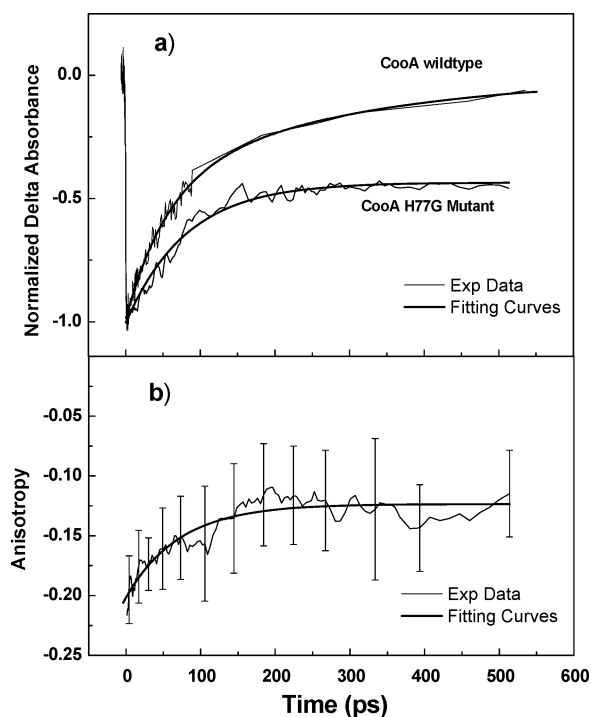 a)
CooA wildtype
0.0
-0.5
-1.0
Normalized Delta Absorbance
CooA H77G Mutant
Exp Data
Fitting Curves
b)
-0.05
-0.10
-0.15
-0.20
-0.25
Anisotropy
Exp Data
Fitting Curves
0 100 200 300 400 500 600
Time (ps)